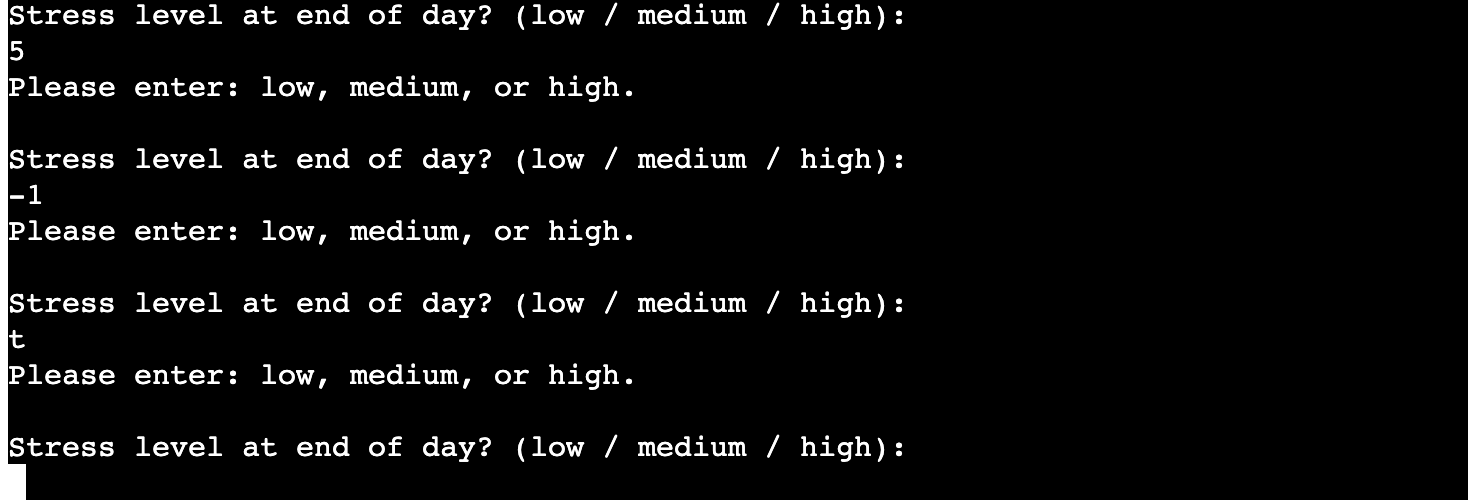 Stress level at end of day? (low / medium / high):
5
Please enter: low, medium, or high.
Stress level at end of day? (low / medium / high):
-1
Please enter: low, medium, or high.
Stress level at end of day? (low / medium / high):
t
Please enter: low, medium, or high.
Stress level at end of day? (low / medium / high):